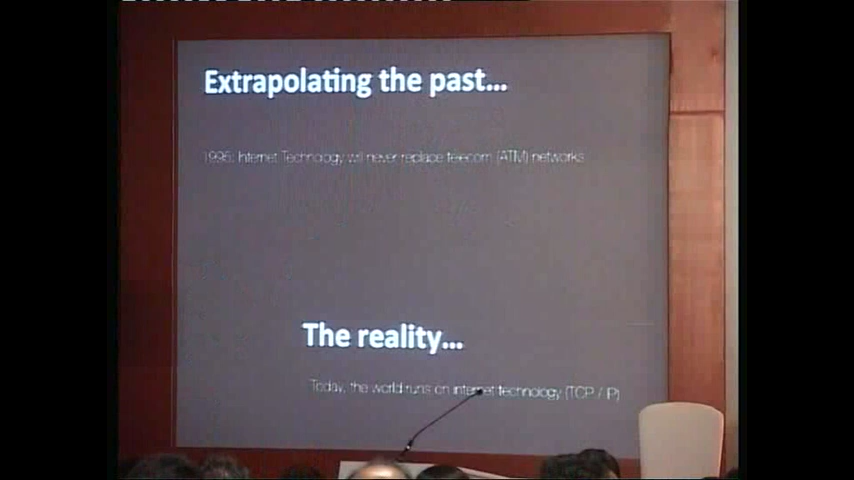 Extrapolating the past...
1995: Internet Technology will never replace telecom (ATM) networks
The reality...
Today, the world runs on internet technology (TCP / IP)